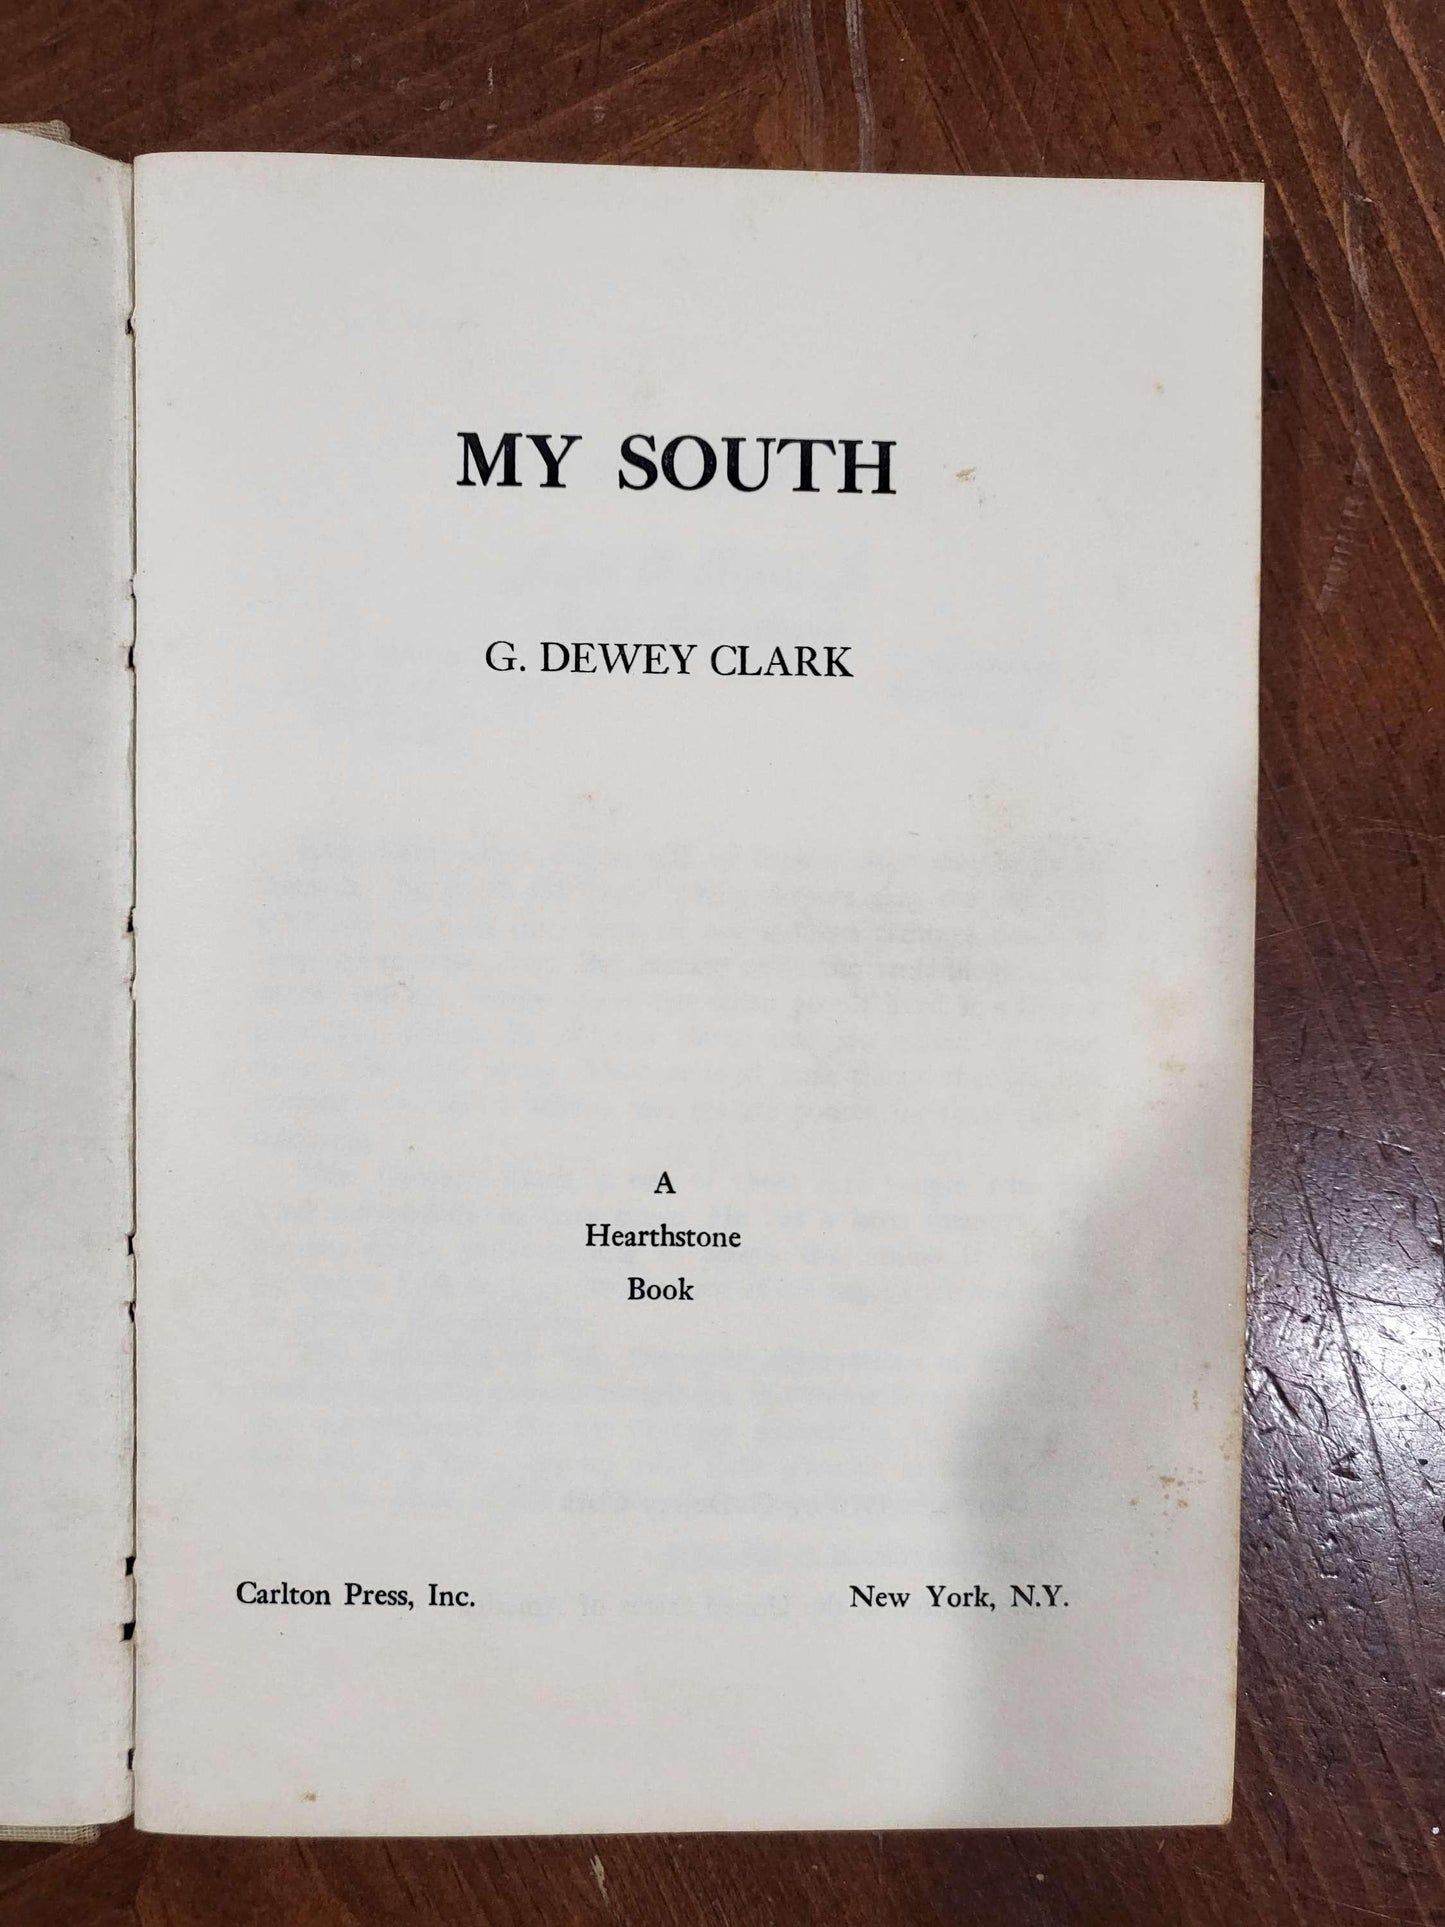 MY SOUTH
G. DEWEY CLARK
A
Hearthstone
Book
Carlton Press, Inc. New York, N.Y.